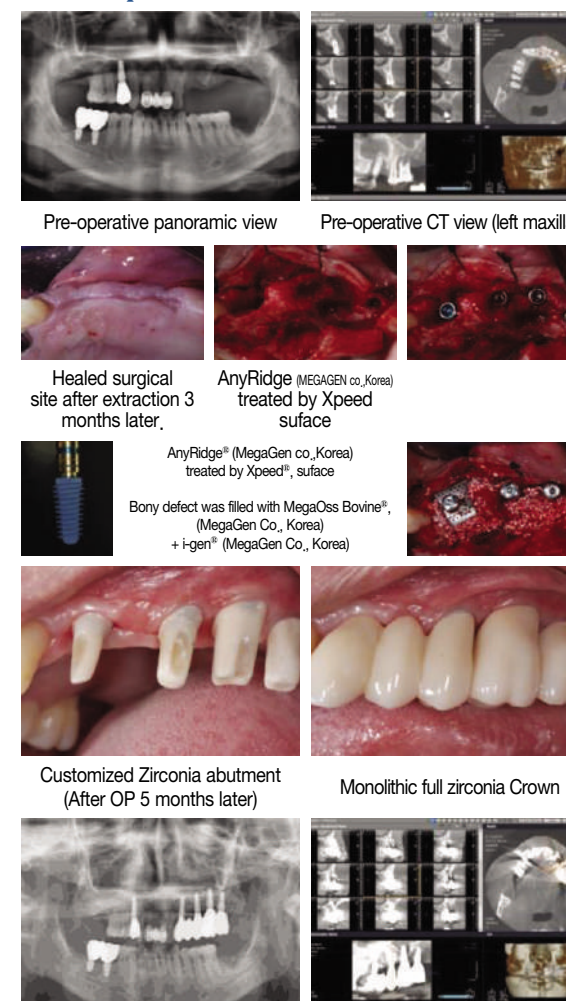 Pre-operative panoramic view
Pre-operative CT view (left maxill
Healed surgical
site after extraction 3
months later.
AnyRidge (MEGAGEN co.,Korea)
treated by Xpeed
suface
AnyRidge® (MegaGen co.,Korea)
treated by Xpeed®, suface
Bony defect was filled with MegaOss Bovine®,
(MegaGen Co., Korea)
+ i-gen® (MegaGen Co., Korea)
Customized Zirconia abutment
(After OP 5 months later)
Monolithic full zirconia Crown